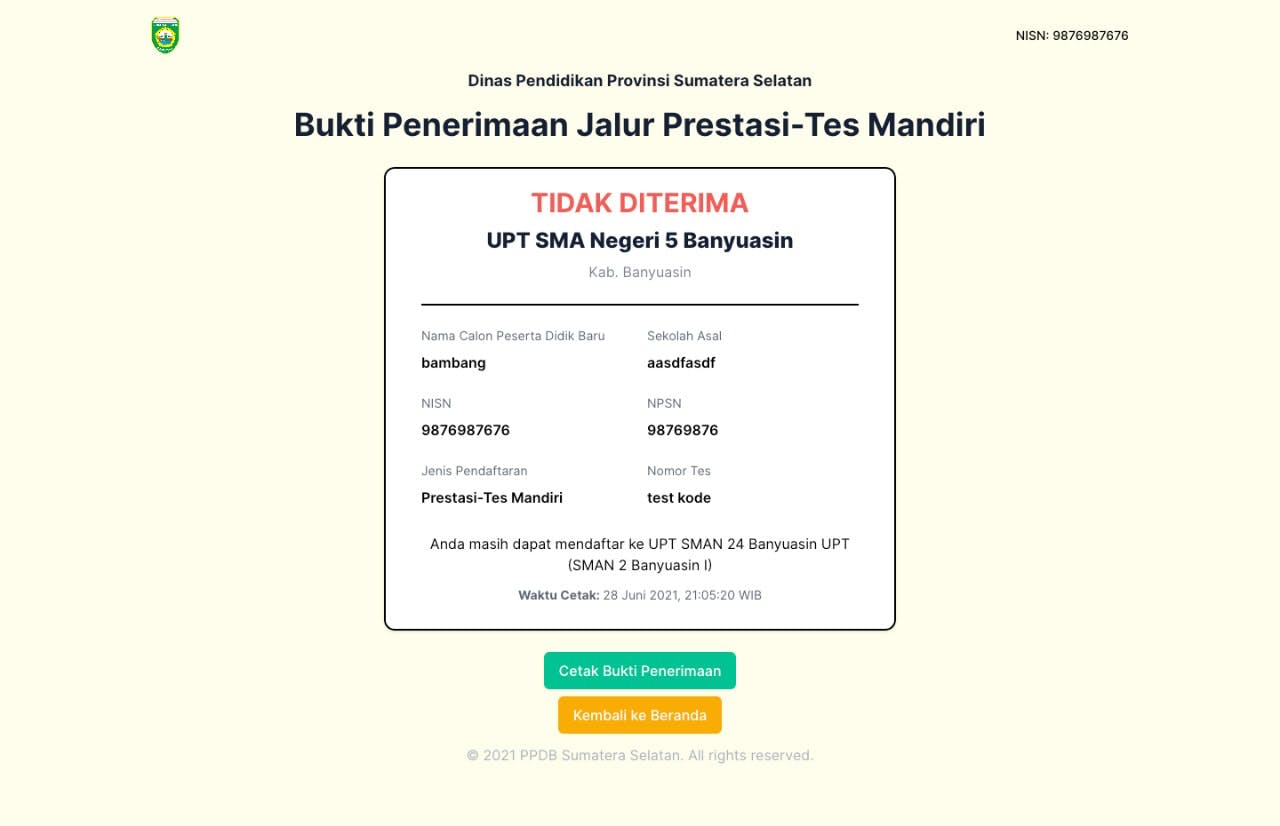 NISN: 9876987676
Dinas Pendidikan Provinsi Sumatera Selatan
Bukti Penerimaan Jalur Prestasi-Tes Mandiri
TIDAK DITERIMA
UPT SMA Negeri 5 Banyuasin
Kab. Banyuasin
Nama Calon Peserta Didik Baru
bambang
Sekolah Asal
aasdfasdf
NISN
9876987676
NPSN
98769876
Jenis Pendaftaran
Prestasi-Tes Mandiri
Nomor Tes
test kode
Anda masih dapat mendaftar ke UPT SMAN 24 Banyuasin UPT
(SMAN 2 Banyuasin I)
Waktu Cetak: 28 Juni 2021, 21:05:20 WIB
Cetak Bukti Penerimaan
Kembali ke Beranda
© 2021 PPDB Sumatera Selatan. All rights reserved.